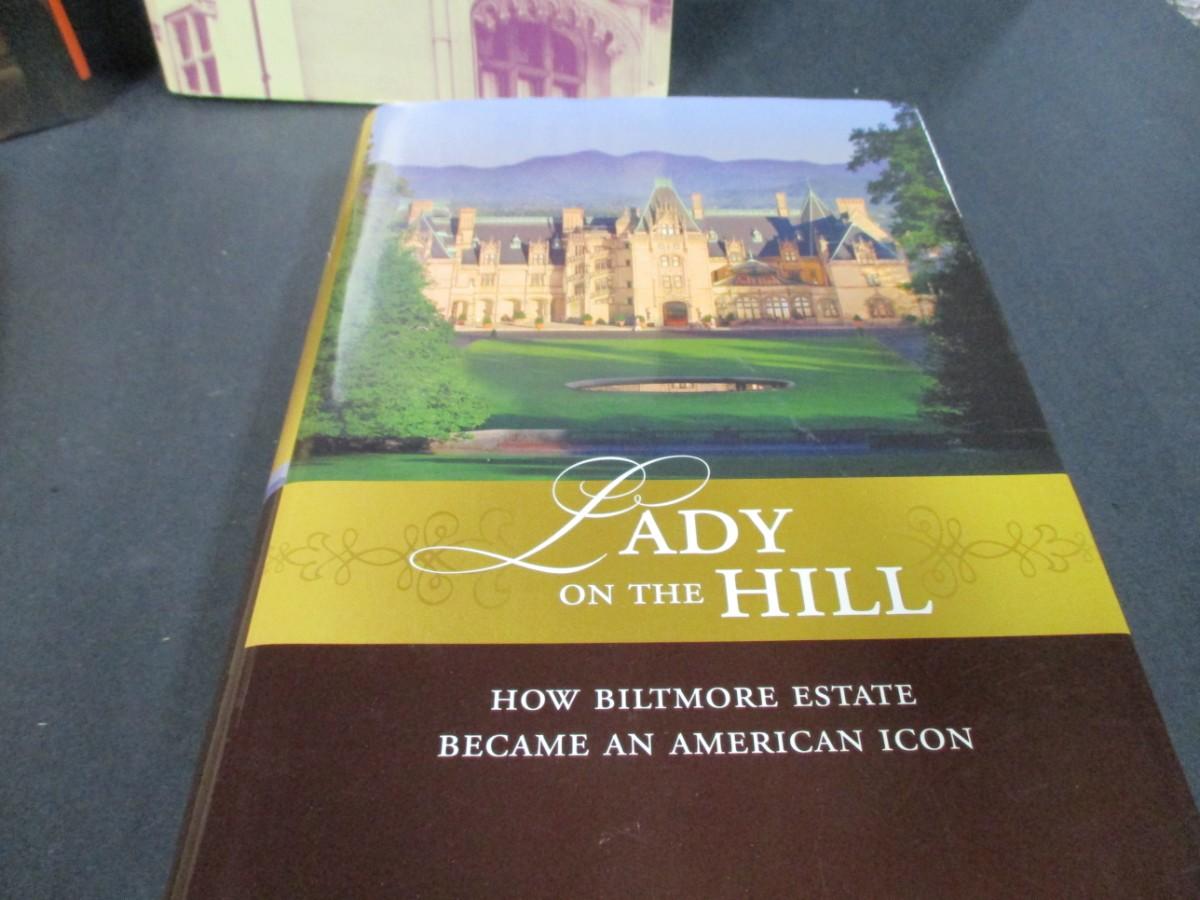 LADY
ON THE HILL
HOW BILTMORE ESTATE
BECAME AN AMERICAN ICON